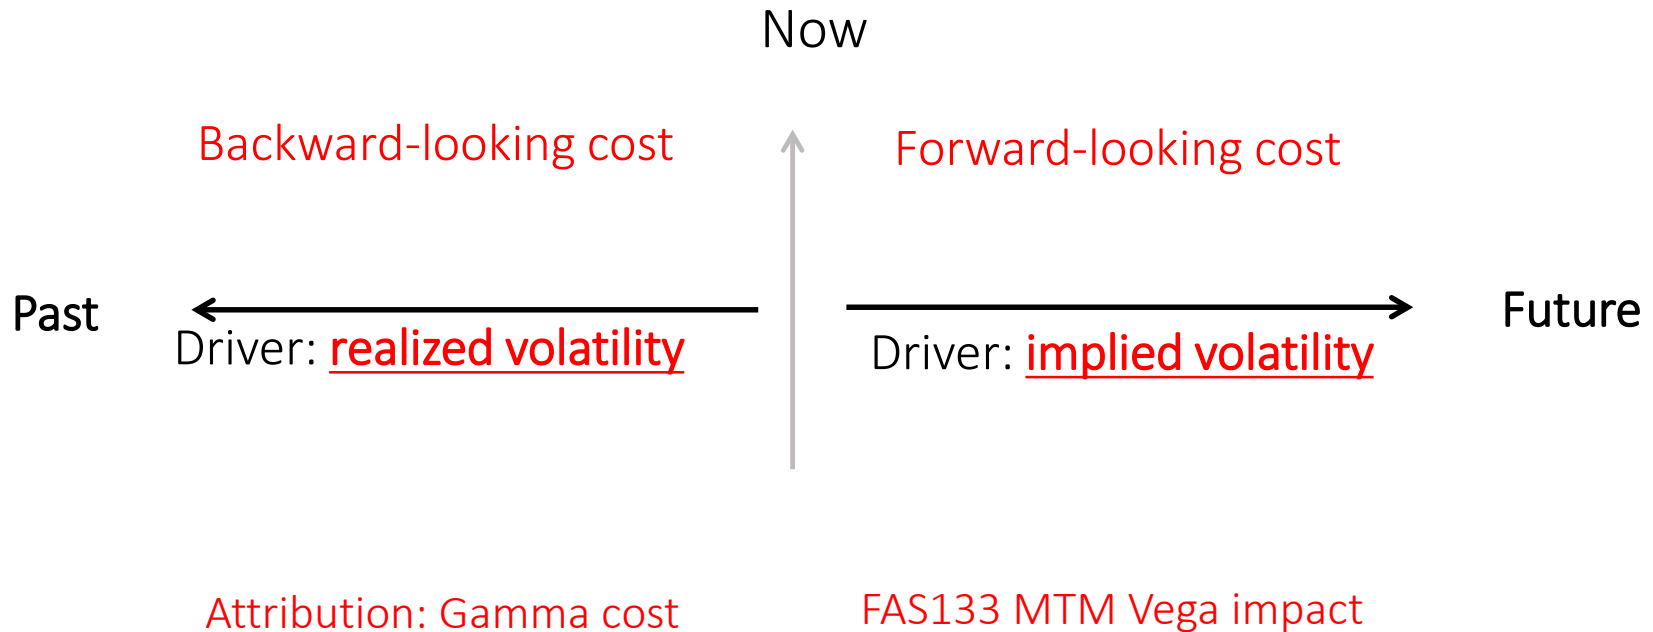 Now
Backward-looking cost
Forward-looking cost
Past
Future
Driver: realized volatility
Driver: implied volatility
Attribution: Gamma cost
FAS133 MTM Vega impact